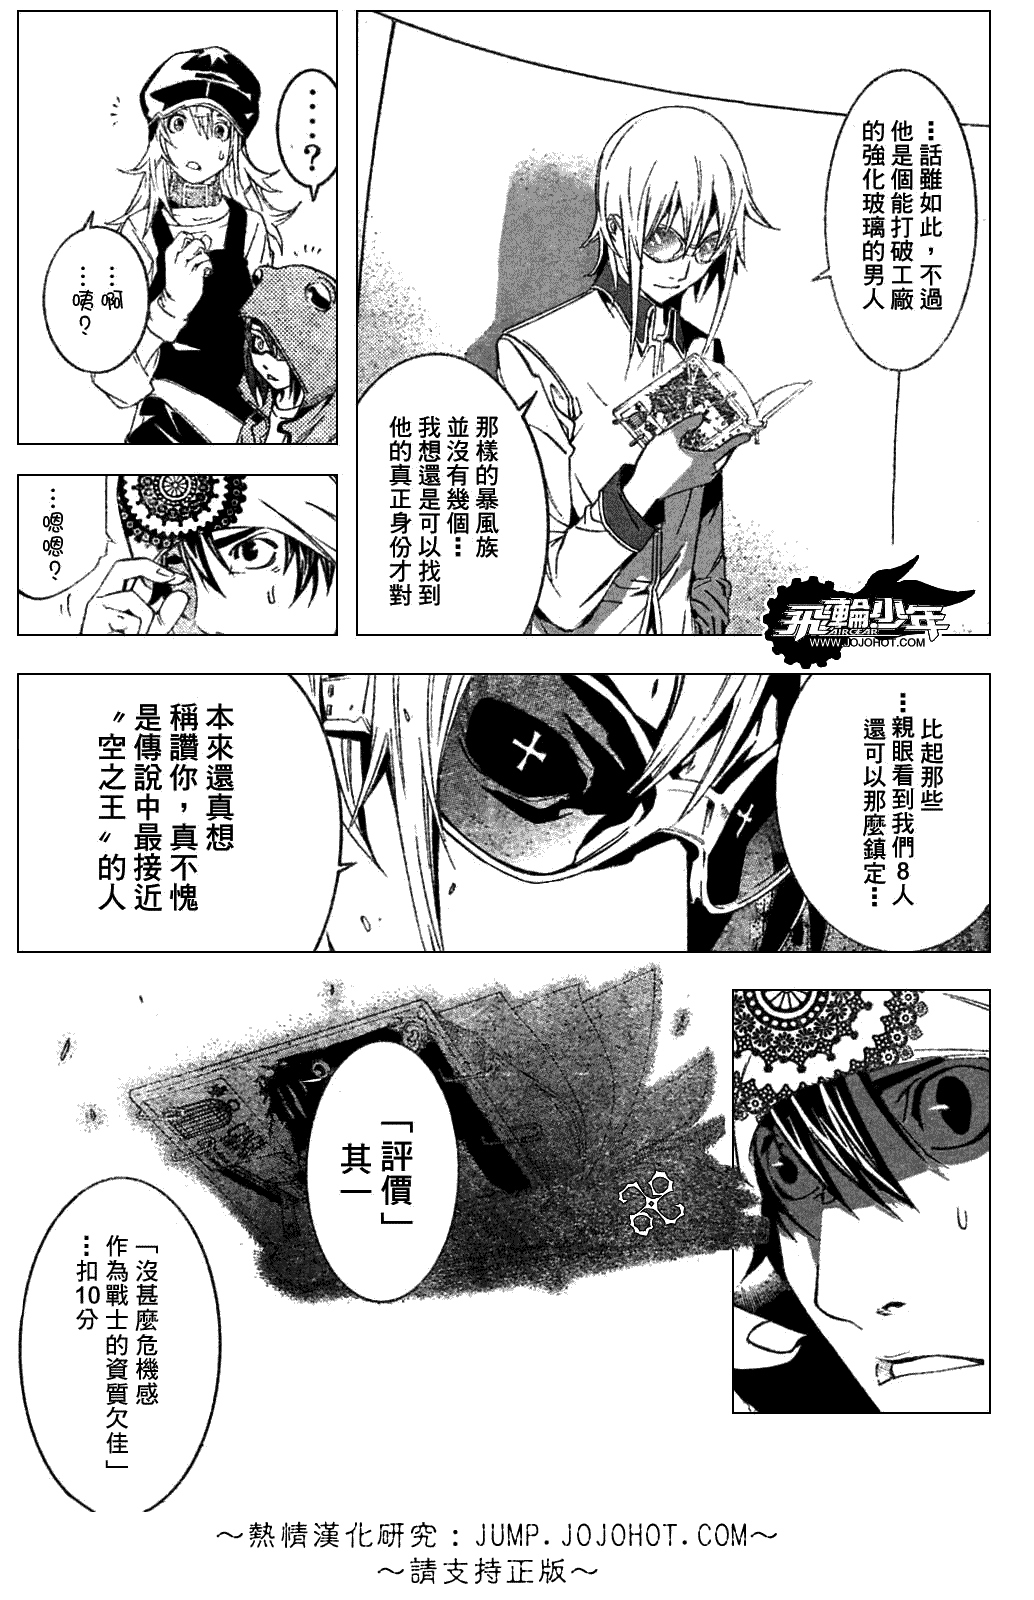 ⋯話雖如此，不過
他是個能打破工廠
的強化玻璃的男人
那樣的暴風族
並沒有幾個⋯
我想還是可以找到
他的真正身份才對
⋯⋯？
⋯啊
⋯咦？
⋯嗯嗯？
飛輪少年
AIRGEAR
WWW.JOJOHOT.COM
比起那些
⋯親眼看到我們8人
還可以那麼鎮定⋯
本來還真想
稱讚你，真不愧
是傳說中最接近
〝空之王〞的人
「評價」
其一
「沒甚麼危機感
作為戰士的資質欠佳」
⋯扣10分
～熱情漢化研究：JUMP.JOJOHOT.COM～
～請支持正版～